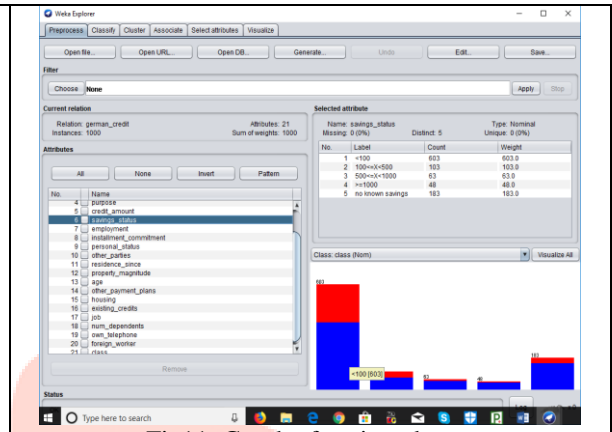 Weka Explorer
Preprocess Classify Cluster Associate Select attributes Visualize
Open file... Open URL... Open DB... Generate... Undo Edit... Save...
Filter
Choose None Apply Stop
Current relation
Relation: german_credit Attributes: 21
Instances: 1000 Sum of weights: 1000
Attributes
All None Invert Pattern
No. Name
4 purpose
5 credit_amount
6 savings_status
7 employment
8 installment_commitment
9 personal_status
10 other_parties
11 residence_since
12 property_magnitude
13 age
14 other_payment_plans
15 housing
16 existing_credits
17 job
18 num_dependents
19 own_telephone
20 foreign_worker
21 class
Remove
Selected attribute
Name: savings_status Type: Nominal
Missing: 0 (0%) Distinct: 5 Unique: 0 (0%)
No. Label Count Weight
1 <100 603 603.0
2 100<=X<500 103 103.0
3 500<=X<1000 63 63.0
4 >=1000 48 48.0
5 no known savings 183 183.0
Class: class (Nom) Visualize All
603
63
48
183
<100 [603]
Status
Type here to search